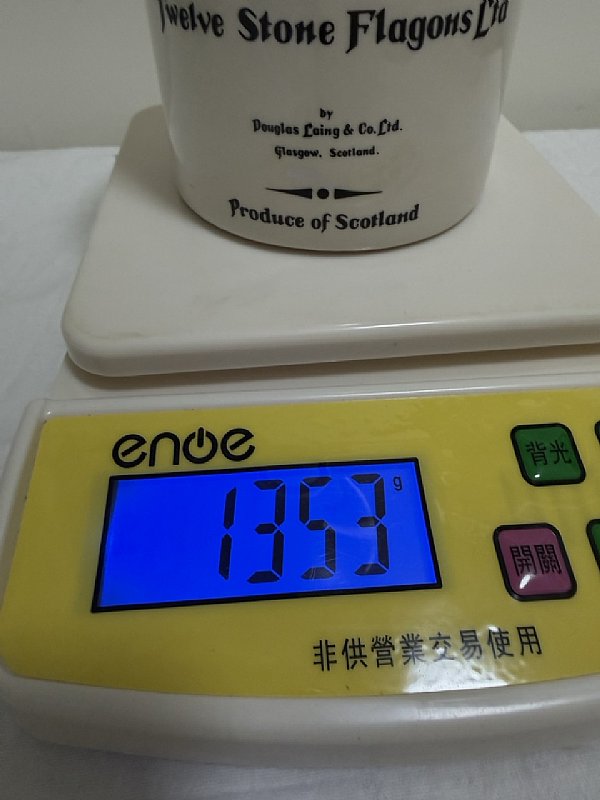 Twelve Stone Flagons Ltd
by
Douglas Laing & Co. Ltd.
Glasgow. Scotland.
Produce of Scotland
enoe
1353 g
背光
開關
非供營業交易使用